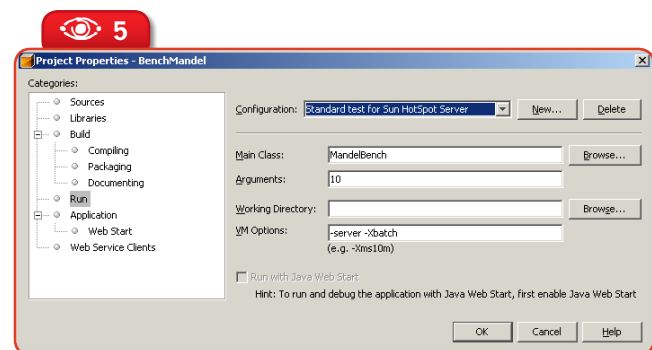 5
Project Properties - BenchMandel
Categories:
Sources
Libraries
Build
Compiling
Packaging
Documenting
Run
Application
Web Start
Web Service Clients
Configuration: Standard test for Sun HotSpot Server New... Delete
Main Class: MandelBench Browse...
Arguments: 10
Working Directory: Browse...
VM Options: -server -Xbatch
(e.g. -Xms10m)
Run with Java Web Start
Hint: To run and debug the application with Java Web Start, first enable Java Web Start
OK Cancel Help